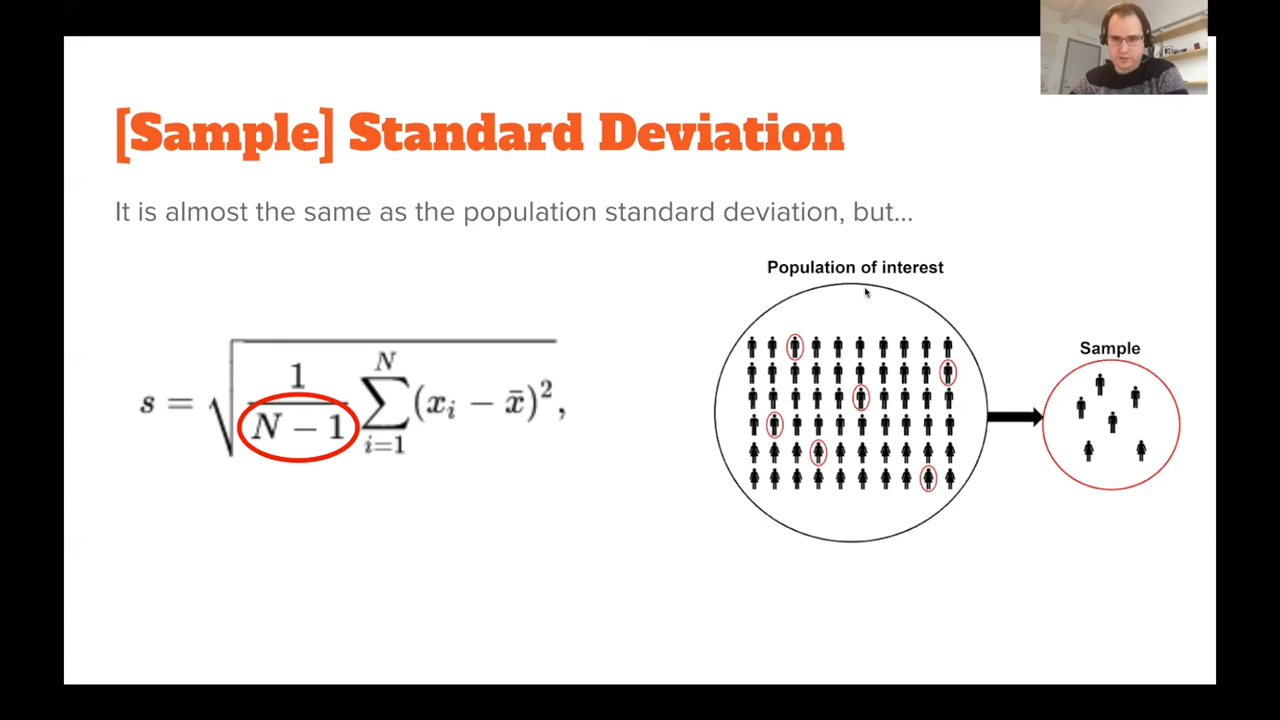 [Sample] Standard Deviation
It is almost the same as the population standard deviation, but...
Population of interest
Sample
s = √(1/(N − 1) ∑_{i=1}^{N} (x_i − x̄)²),